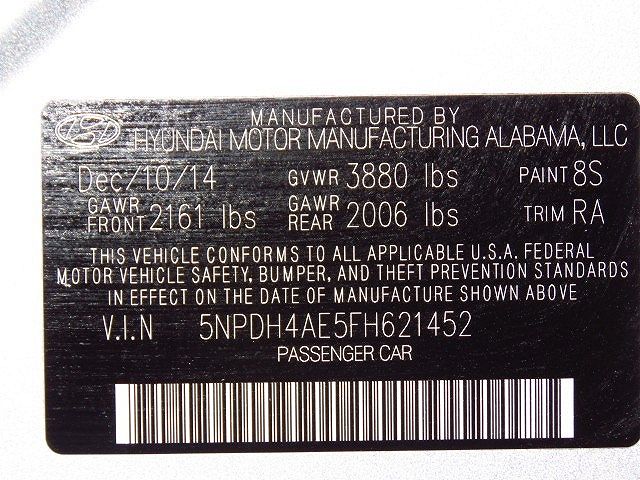 MANUFACTURED BY
HYUNDAI MOTOR MANUFACTURING ALABAMA, LLC
Dec/10/14 GVWR 3880 lbs PAINT 8S
GAWR FRONT 2161 lbs GAWR REAR 2006 lbs TRIM RA
THIS VEHICLE CONFORMS TO ALL APPLICABLE U.S.A. FEDERAL
MOTOR VEHICLE SAFETY, BUMPER, AND THEFT PREVENTION STANDARDS
IN EFFECT ON THE DATE OF MANUFACTURE SHOWN ABOVE
V.I.N 5NPDH4AE5FH621452
PASSENGER CAR